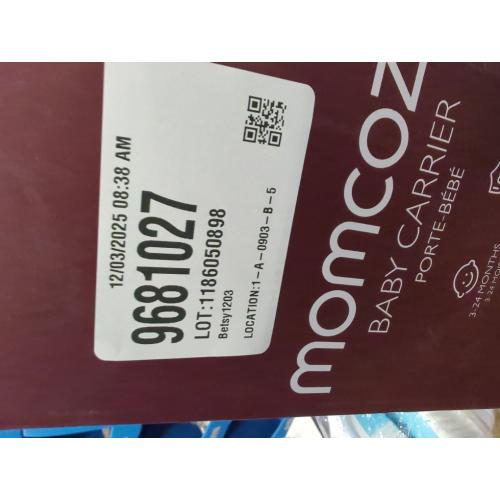 12/03/2025 08:38 AM
9681027
LOT:1186050898
Betsy1203
LOCATION:1-A-0903-B-5
momcoz
BABY CARRIER
PORTE-BÉBÉ
3-24 MONTHS